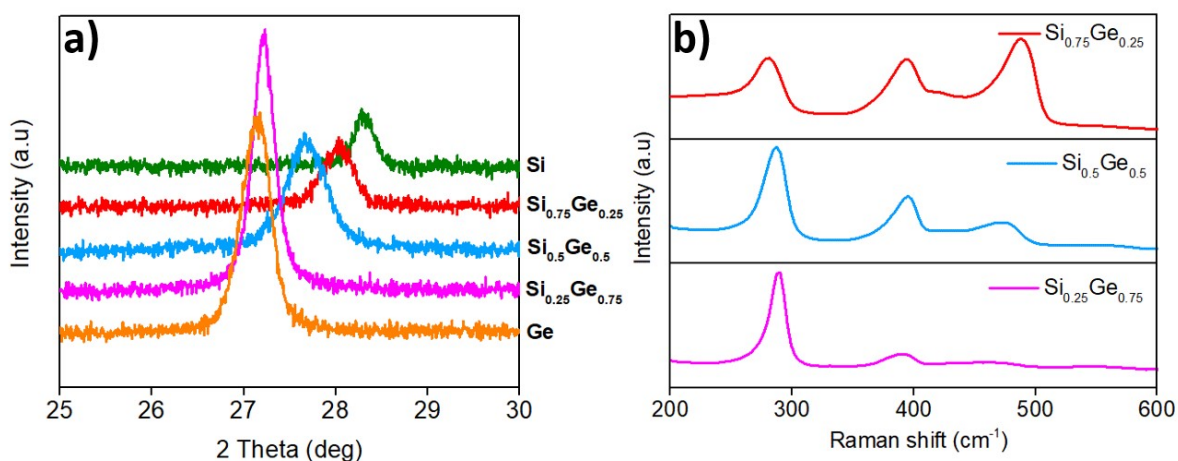 a)
Intensity (a.u)
Si
Si0.75Ge0.25
Si0.5Ge0.5
Si0.25Ge0.75
Ge
25 26 27 28 29 30
2 Theta (deg)
b)
Intensity (a.u)
Si0.75Ge0.25
Si0.5Ge0.5
Si0.25Ge0.75
200 300 400 500 600
Raman shift (cm-1)